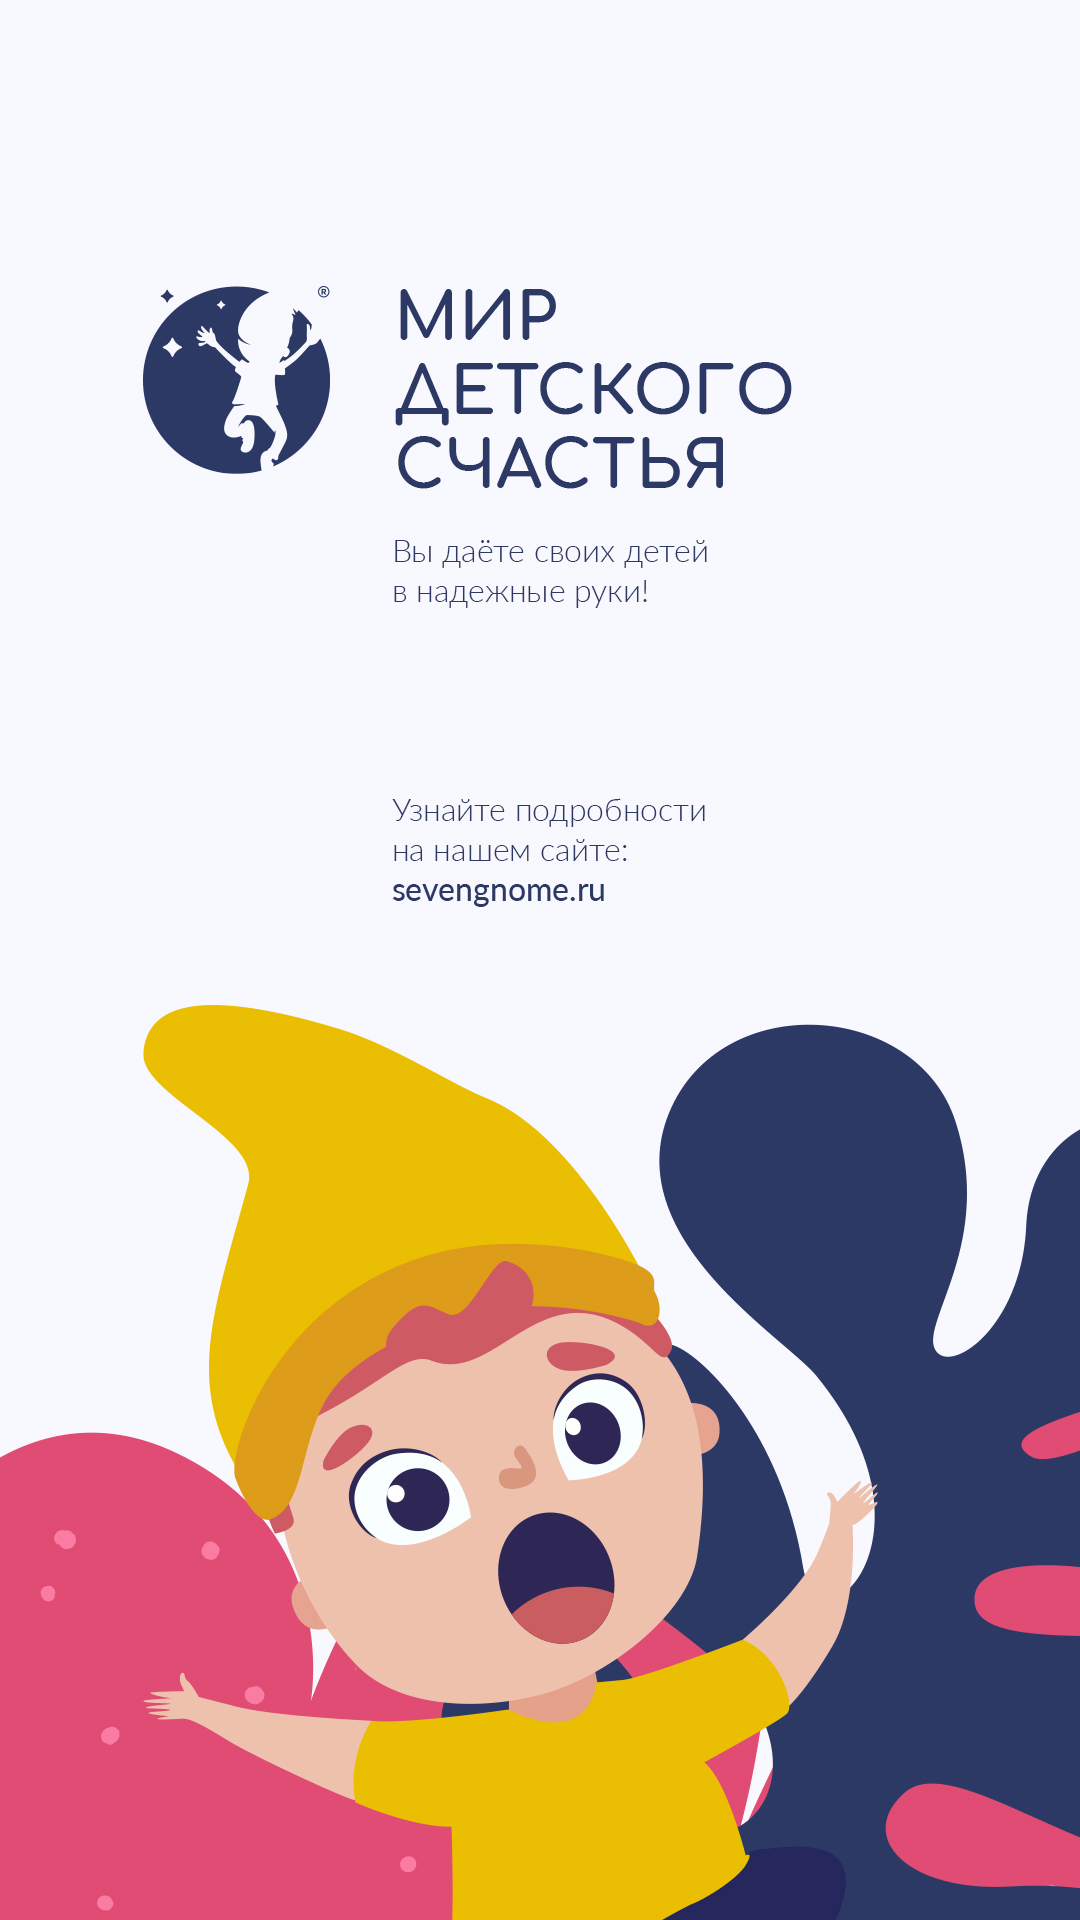 ®
МИР
ДЕТСКОГО
СЧАСТЬЯ
Вы даёте своих детей
в надежные руки!
Узнайте подробности
на нашем сайте:
sevengnome.ru